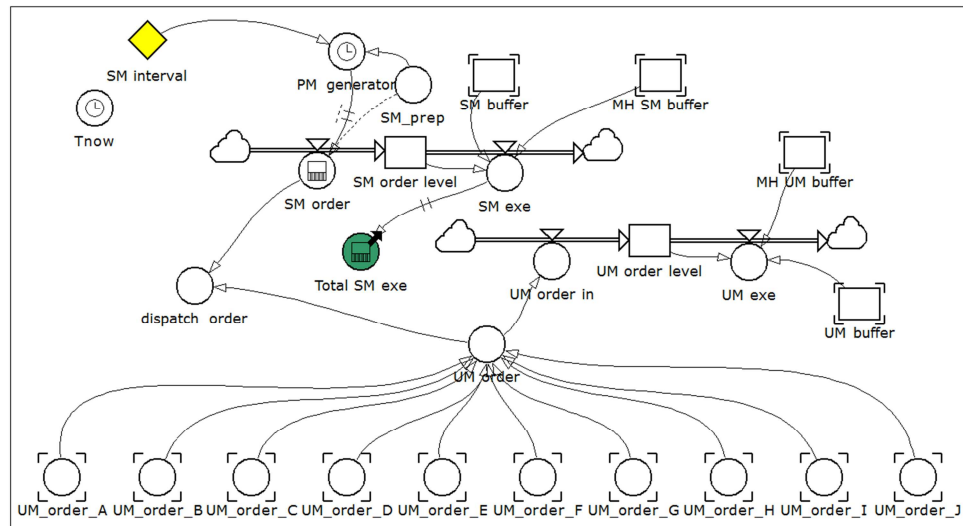 SM interval
PM generator
SM_prep
SM buffer
MH SM buffer
Tnow
SM order
SM order level
SM exe
MH UM buffer
Total SM exe
UM order in
UM order level
UM exe
dispatch order
UM buffer
UM order
UM_order_A UM_order_B UM_order_C UM_order_D UM_order_E UM_order_F UM_order_G UM_order_H UM_order_I UM_order_J